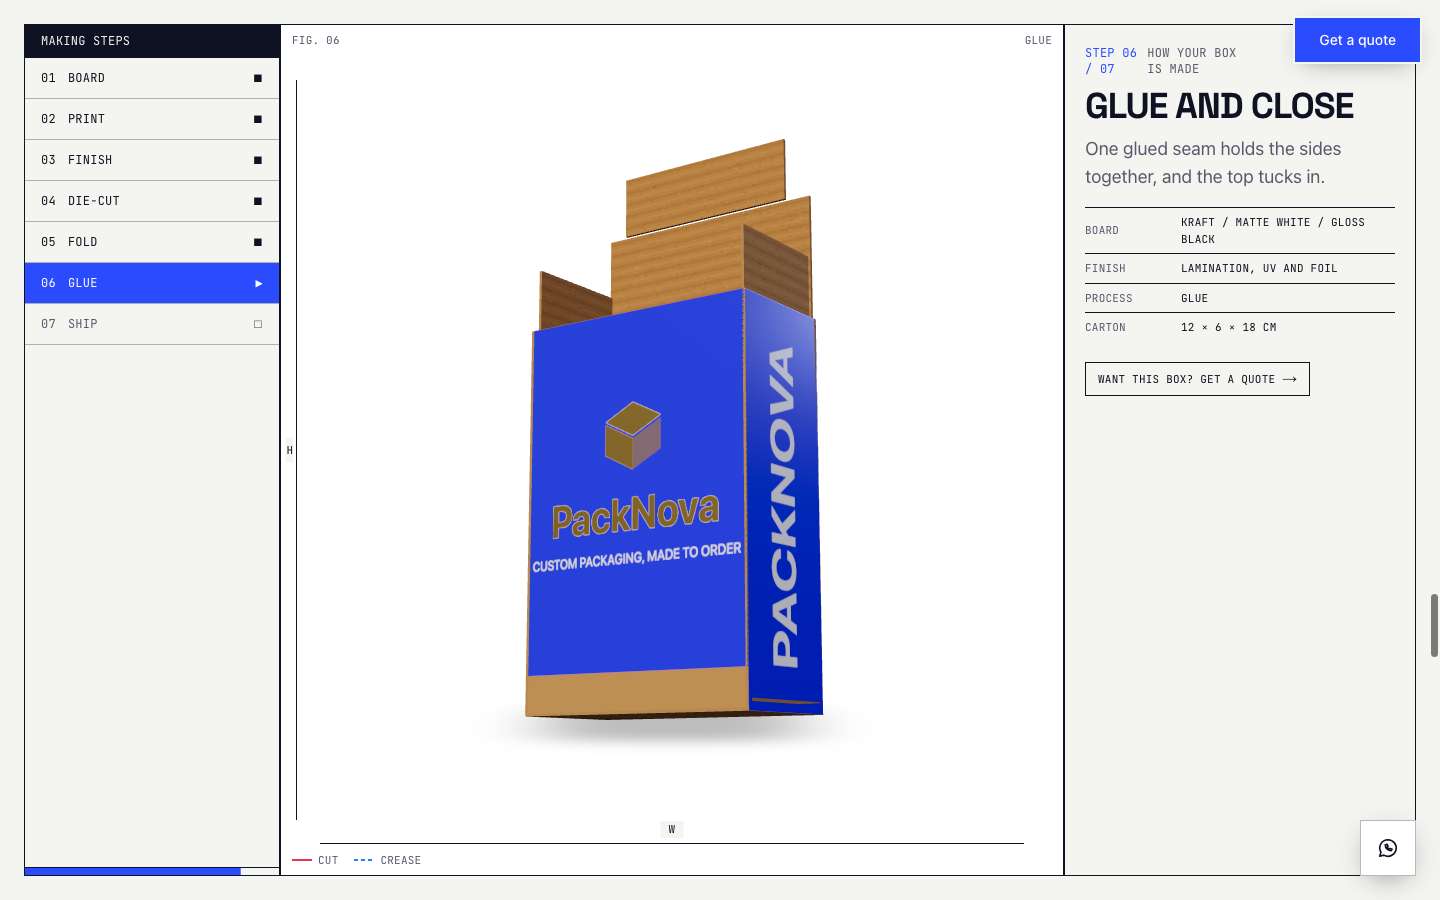 MAKING STEPS
01 BOARD
02 PRINT
03 FINISH
04 DIE-CUT
05 FOLD
06 GLUE
07 SHIP
FIG. 06
GLUE
H
PackNova
CUSTOM PACKAGING, MADE TO ORDER
PACKNOVA
W
CUT
CREASE
Get a quote
STEP 06 / 07
HOW YOUR BOX IS MADE
GLUE AND CLOSE
One glued seam holds the sides
together, and the top tucks in.
BOARD
KRAFT / MATTE WHITE / GLOSS
BLACK
FINISH
LAMINATION, UV AND FOIL
PROCESS
GLUE
CARTON
12 × 6 × 18 CM
WANT THIS BOX? GET A QUOTE →